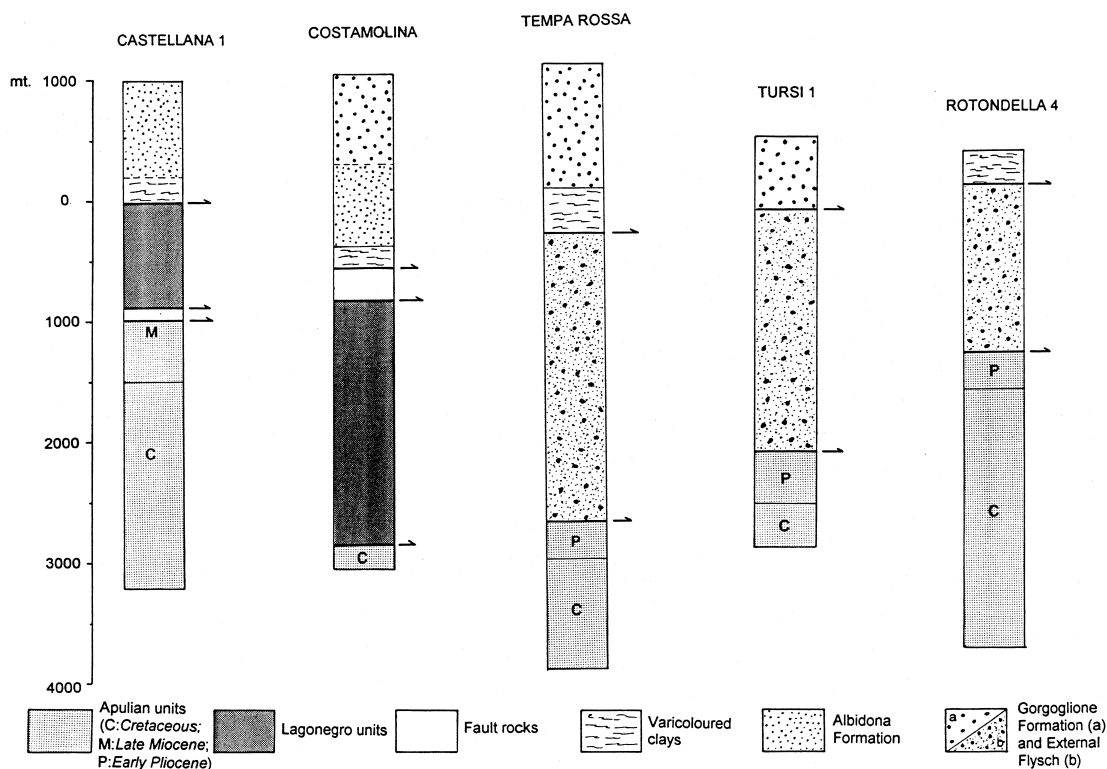 CASTELLANA 1
COSTAMOLINA
TEMPA ROSSA
TURSI 1
ROTONDELLA 4
mt. 1000
0
1000
2000
3000
4000
M
C
C
P
C
P
C
P
C
Apulian units
(C:Cretaceous;
M:Late Miocene;
P:Early Pliocene)
Lagonegro units
Fault rocks
Varicoloured
clays
Albidona
Formation
a
b
Gorgoglione
Formation (a)
and External
Flysch (b)